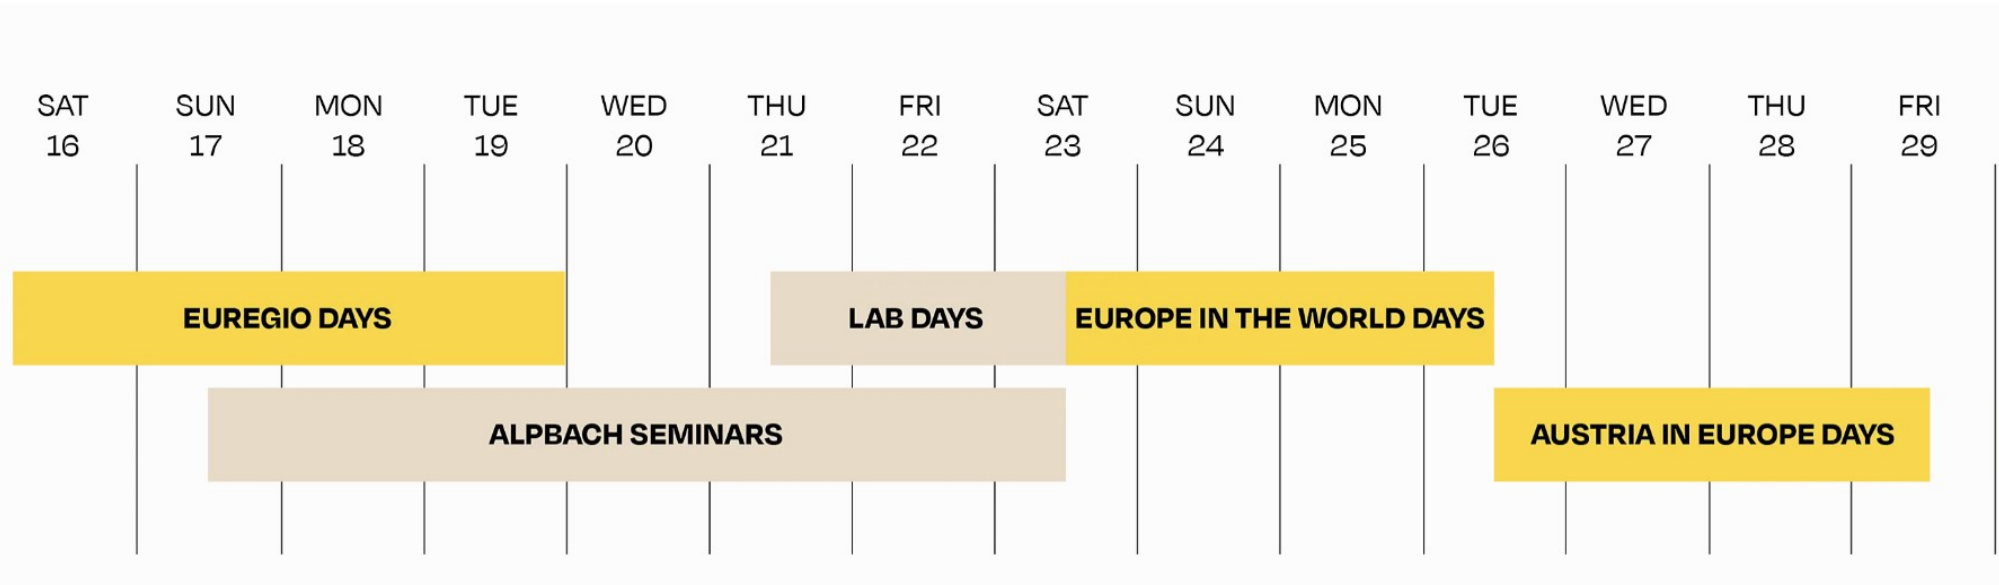 SAT SUN MON TUE WED THU FRI SAT SUN MON TUE WED THU FRI
16 17 18 19 20 21 22 23 24 25 26 27 28 29
EUREGIO DAYS LAB DAYS EUROPE IN THE WORLD DAYS
ALPBACH SEMINARS AUSTRIA IN EUROPE DAYS